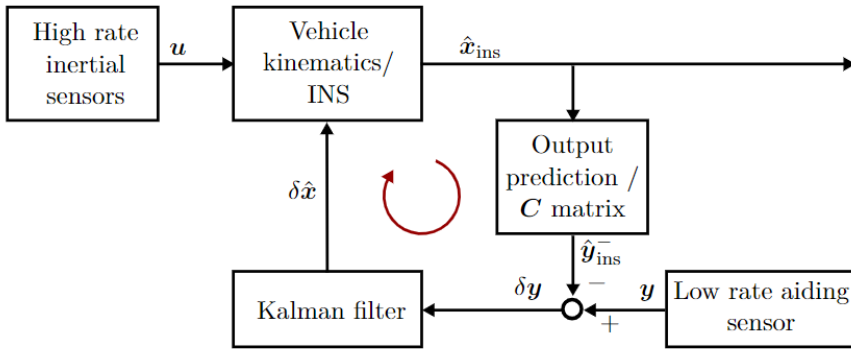 High rate
inertial
sensors
u
Vehicle
kinematics/
INS
x̂ins
Output
prediction /
C matrix
δx̂
ŷ⁻ins
−
Kalman filter
δy
+
y
Low rate aiding
sensor